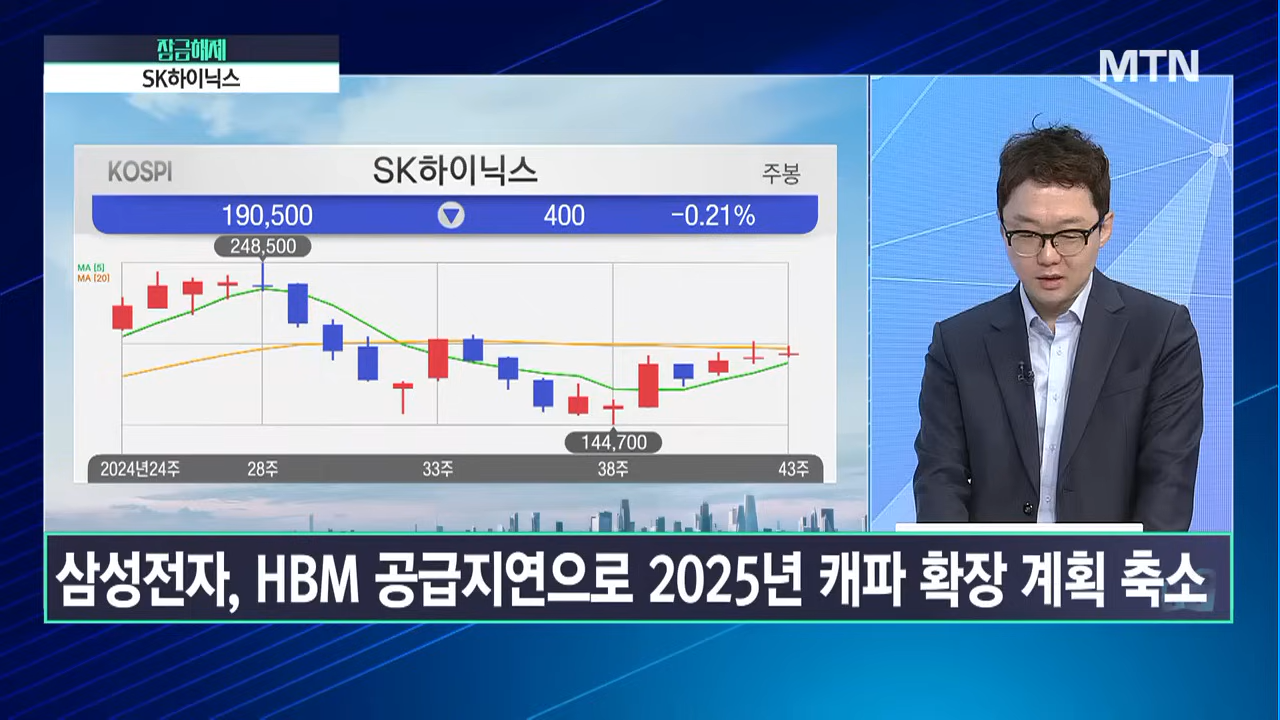 잠금해제
SK하이닉스
MTN
KOSPI SK하이닉스 주봉
190,500 ▼ 400 -0.21%
248,500
MA [5]
MA [20]
144,700
2024년24주 28주 33주 38주 43주
삼성전자, HBM 공급지연으로 2025년 캐파 확장 계획 축소